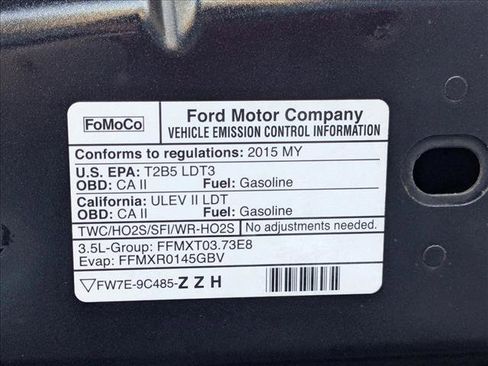 FoMoCo
Ford Motor Company
VEHICLE EMISSION CONTROL INFORMATION
Conforms to regulations: 2015 MY
U.S. EPA: T2B5 LDT3
OBD: CA II Fuel: Gasoline
California: ULEV II LDT
OBD: CA II Fuel: Gasoline
TWC/HO2S/SFI/WR-HO2S No adjustments needed.
3.5L-Group: FFMXT03.73E8
Evap: FFMXR0145GBV
FW7E-9C485-ZZH